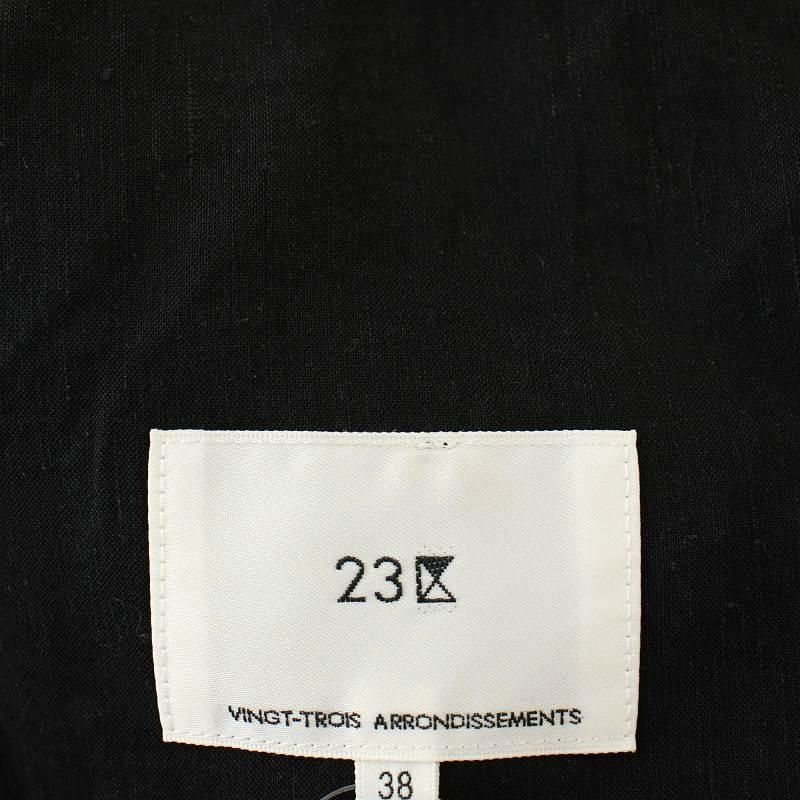 23区
VINGT-TROIS ARRONDISSEMENTS
38